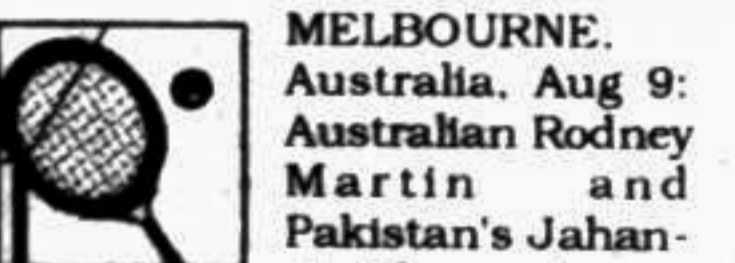 MELBOURNE.
Australia. Aug 9:
Australian Rodney
Martin and
Pakistan's Jahan-